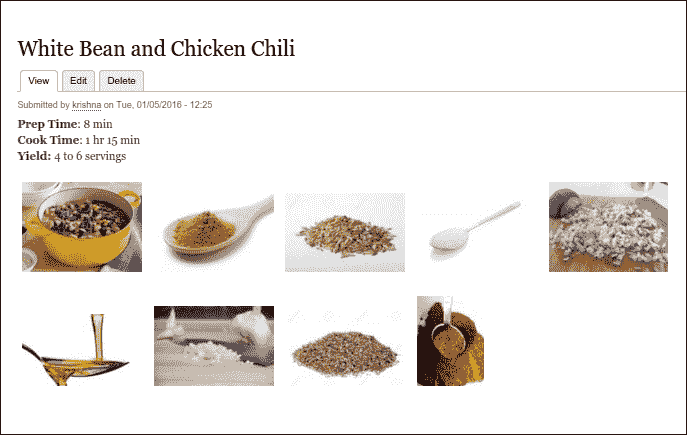 White Bean and Chicken Chili
View Edit Delete
Submitted by krishna on Tue, 01/05/2016 - 12:25
Prep Time: 8 min
Cook Time: 1 hr 15 min
Yield: 4 to 6 servings